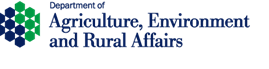 Department of
Agriculture, Environment
and Rural Affairs